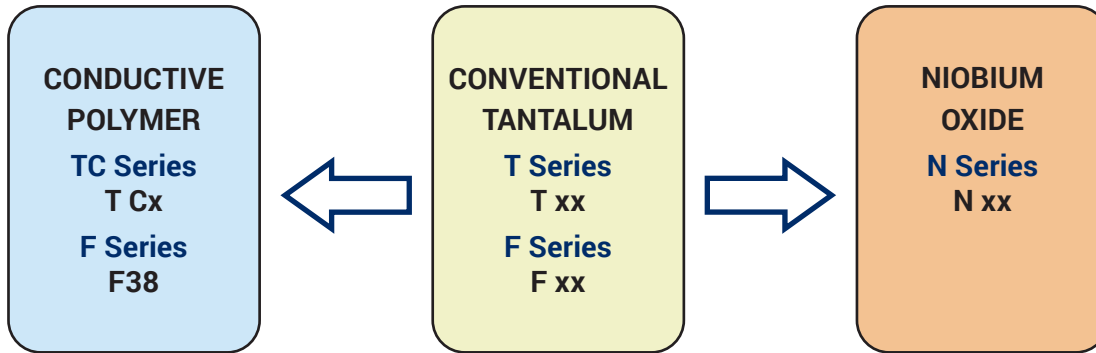 CONDUCTIVE
POLYMER
TC Series
T Cx
F Series
F38
CONVENTIONAL
TANTALUM
T Series
T xx
F Series
F xx
NIOBIUM
OXIDE
N Series
N xx